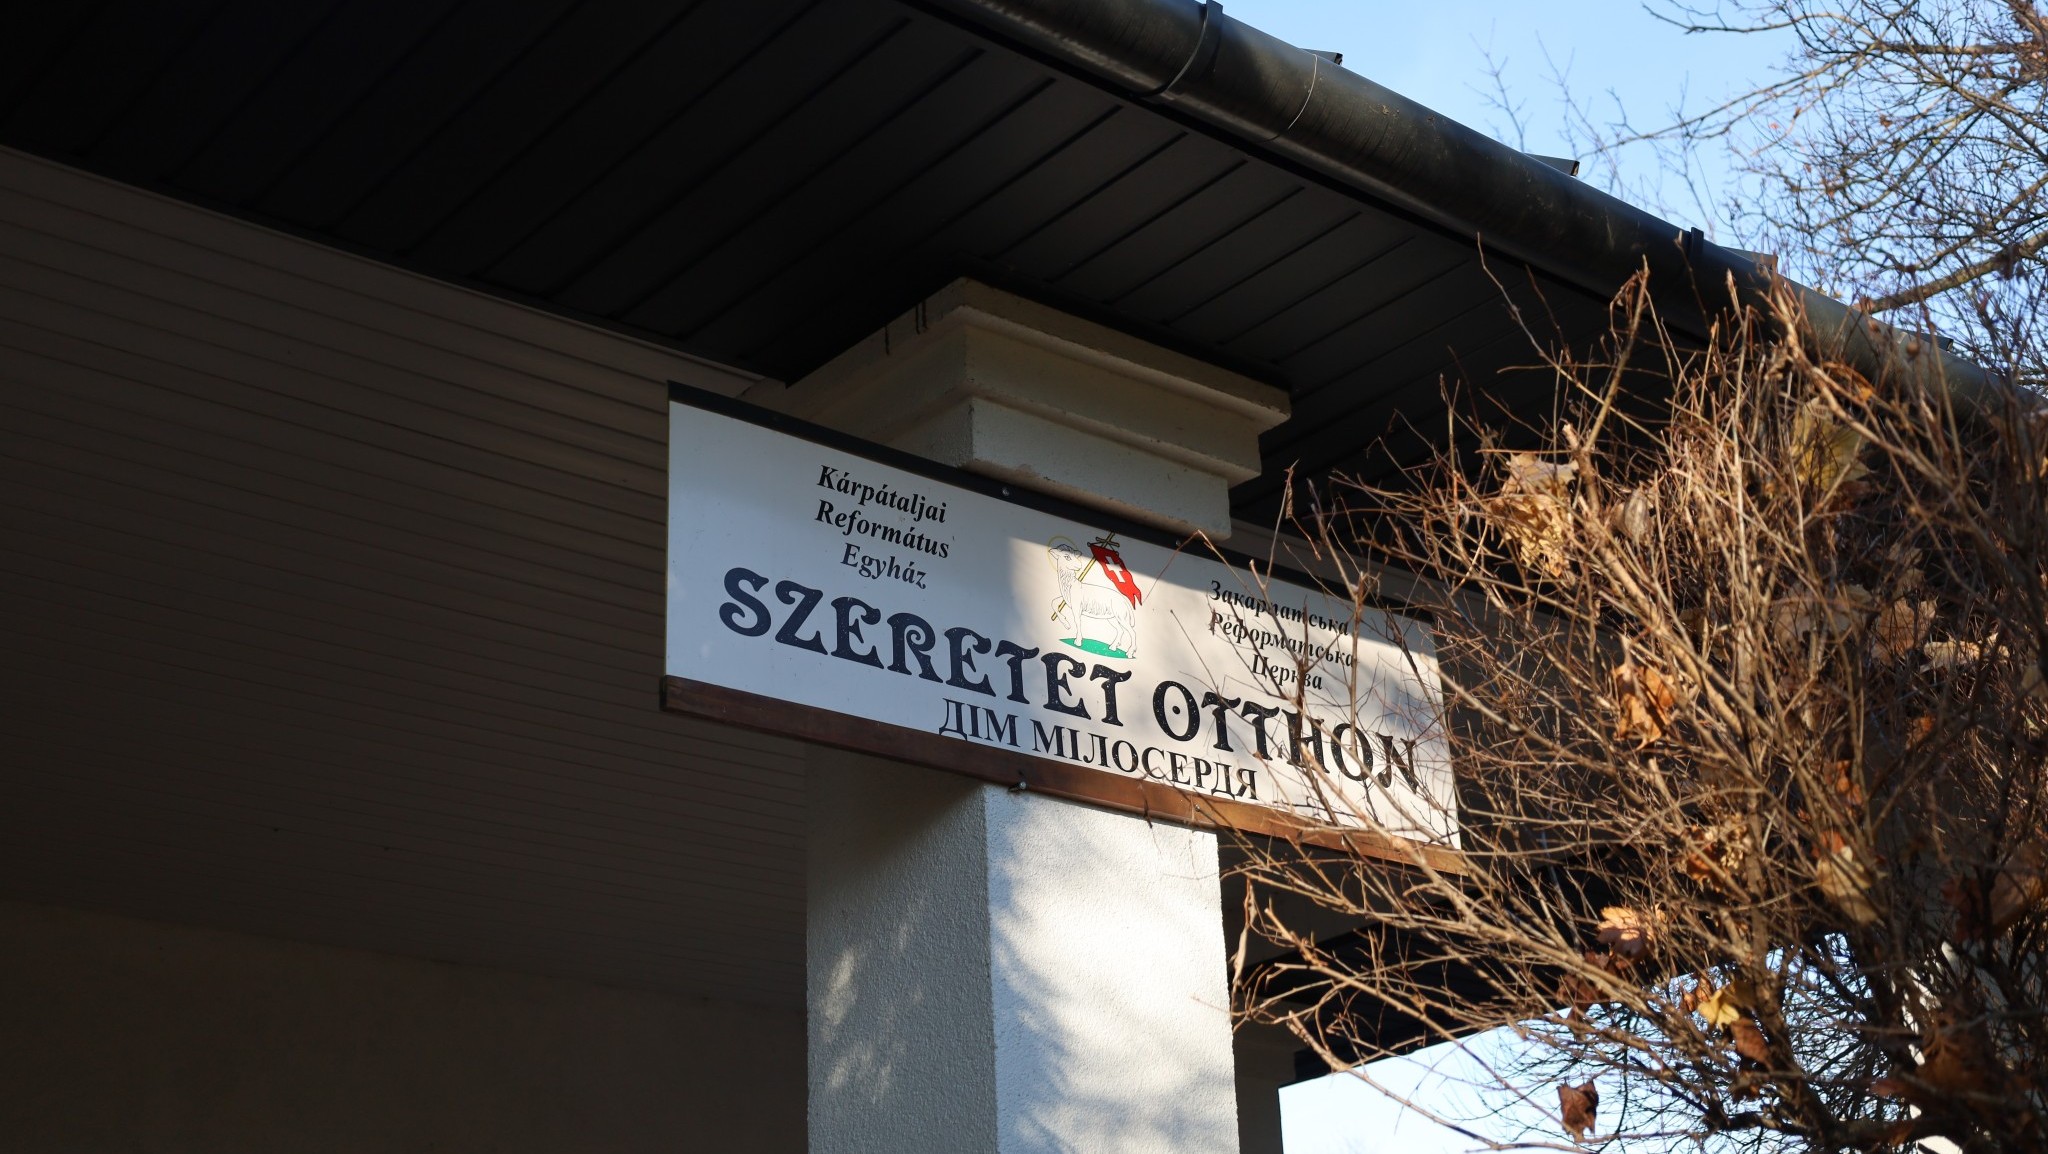 Kárpátaljai
Református
Egyház
Закарпатська
Реформатська
Церква
SZERETET OTTHON
ДІМ МІЛОСЕРДЯ